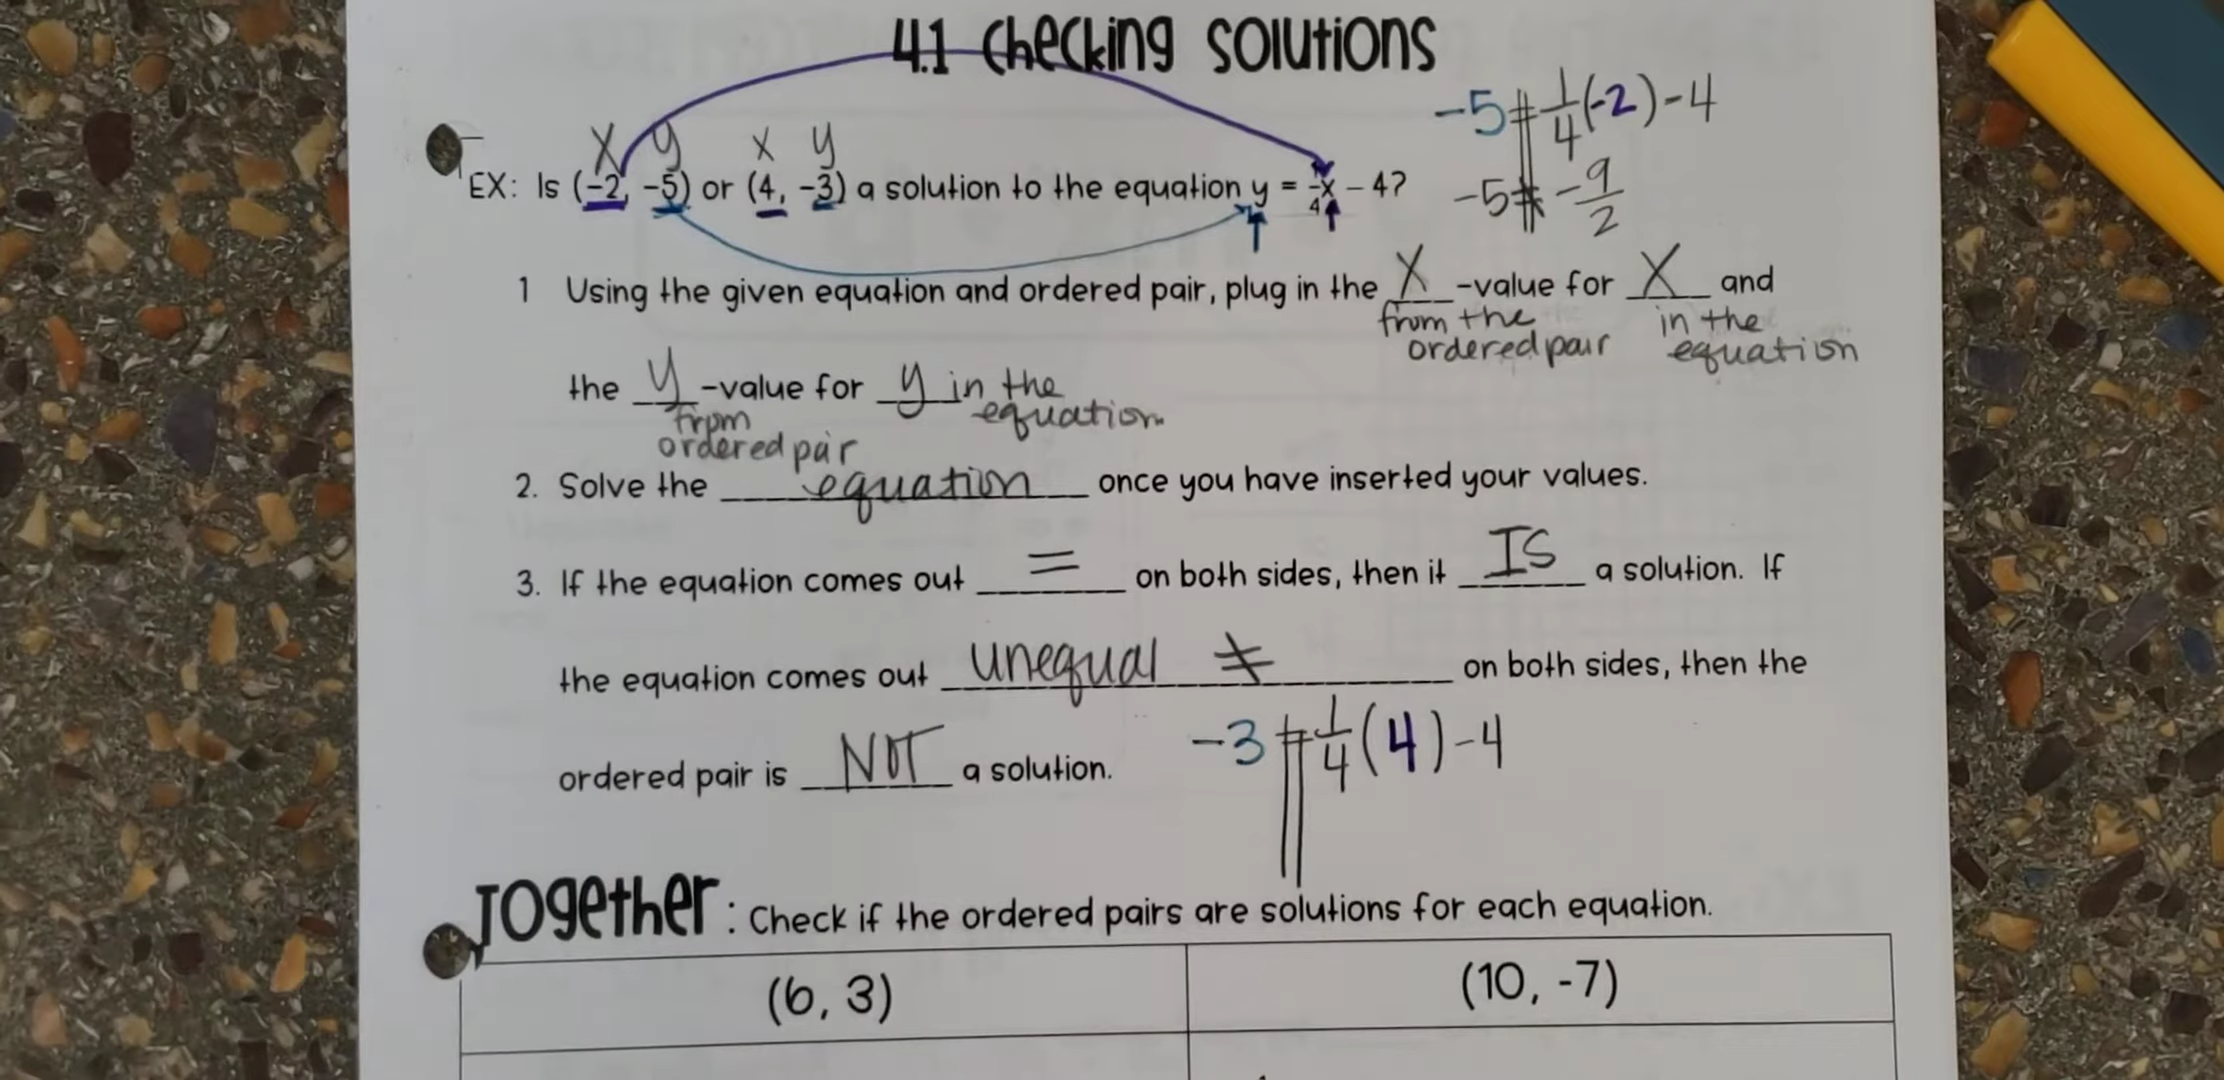 4.1 Checking Solutions
-5 = 1/4(-2) - 4
x y x y
EX: Is (-2, -5) or (4, -3) a solution to the equation y = 1/4x - 4?
-5 ≠ -9/2
1 Using the given equation and ordered pair, plug in the X -value for X and
from the ordered pair
in the equation
the y -value for y in the equation
from ordered pair
2. Solve the equation once you have inserted your values.
3. If the equation comes out = on both sides, then it IS a solution. If
the equation comes out unequal ≠ on both sides, then the
-3 = 1/4(4) - 4
ordered pair is NOT a solution.
Together: Check if the ordered pairs are solutions for each equation.
(6, 3) (10, -7)